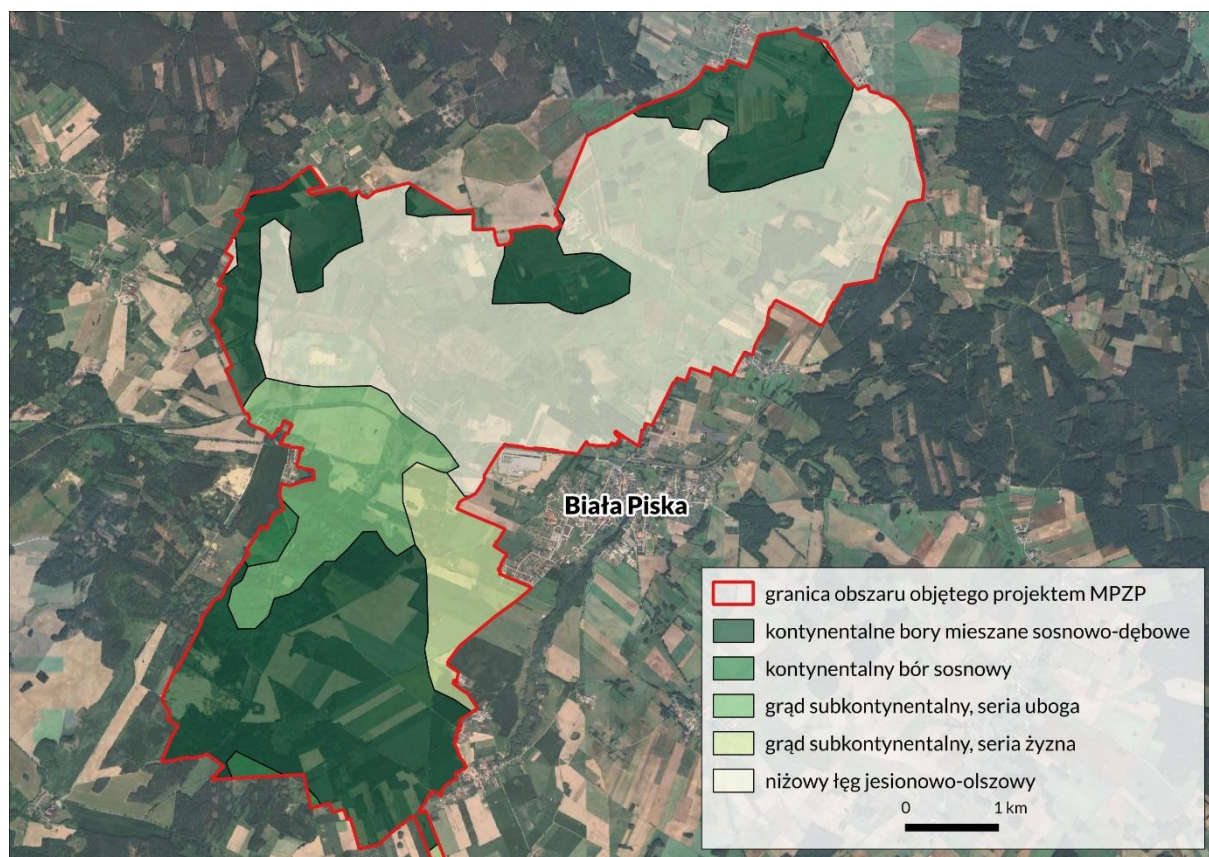 Biała Piska
granica obszaru objętego projektem MPZP
kontynentalne bory mieszane sosnowo-dębowe
kontynentalny bór sosnowy
grąd subkontynentalny, seria uboga
grąd subkontynentalny, seria żyzna
niżowy łęg jesionowo-olszowy
0 1 km